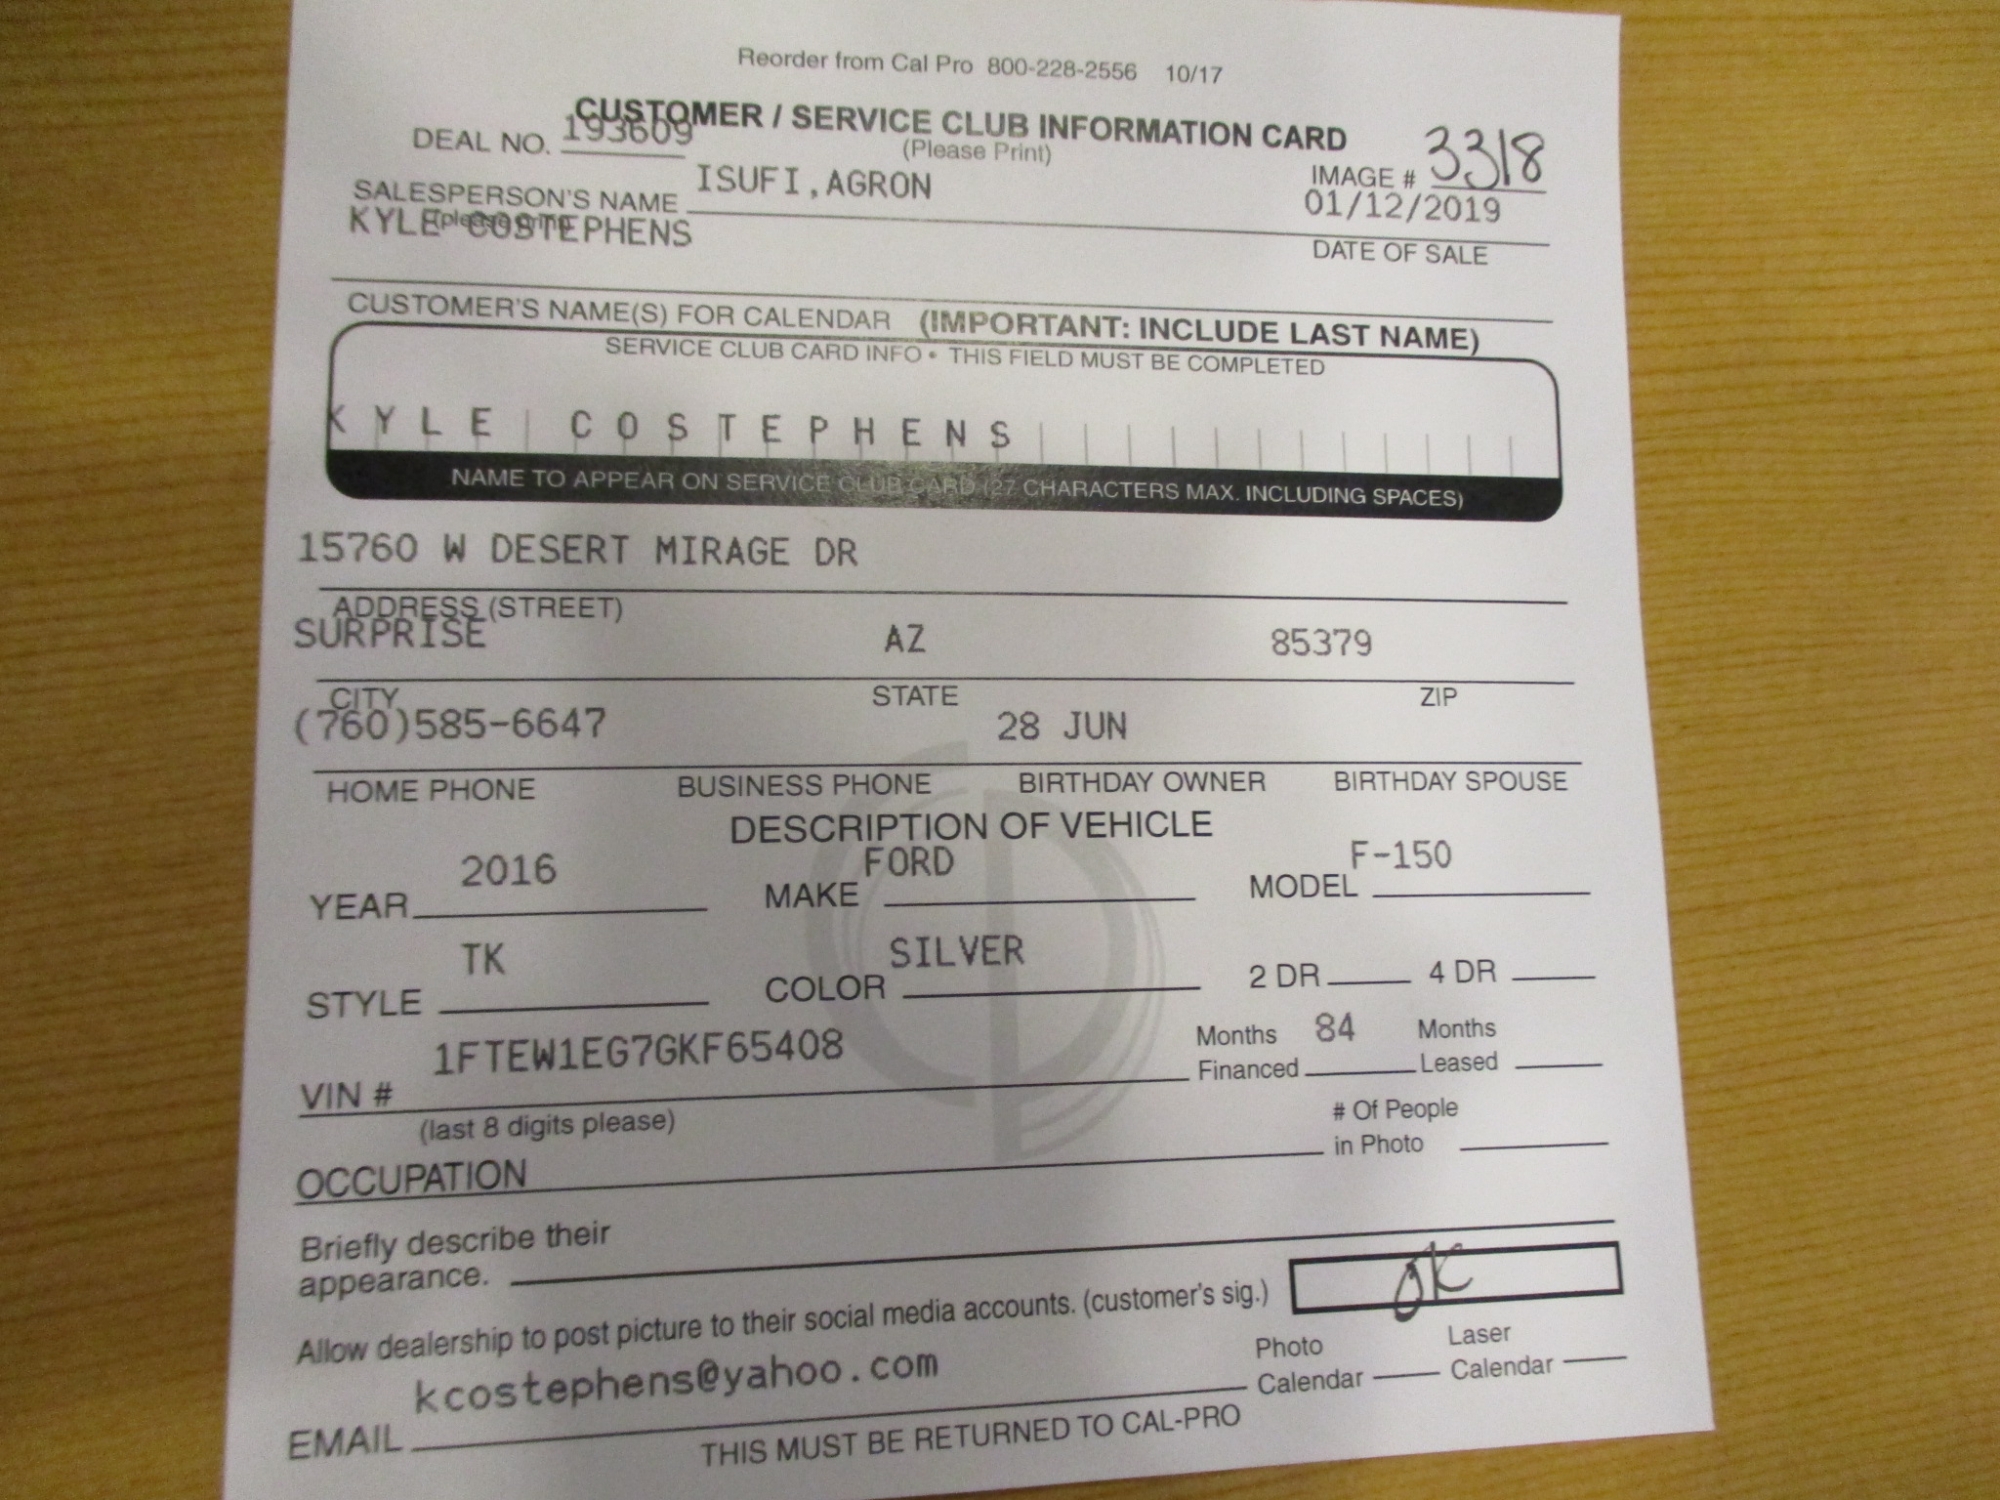 Reorder from Cal Pro 800-228-2556 10/17
CUSTOMER / SERVICE CLUB INFORMATION CARD
(Please Print)
DEAL NO. 193609
IMAGE # 3318
SALESPERSON'S NAME ISUFI,AGRON
01/12/2019
(please print)
KYLE COSTEPHENS
DATE OF SALE
CUSTOMER'S NAME(S) FOR CALENDAR (IMPORTANT: INCLUDE LAST NAME)
SERVICE CLUB CARD INFO • THIS FIELD MUST BE COMPLETED
KYLE COSTEPHENS
NAME TO APPEAR ON SERVICE CLUB CARD (27 CHARACTERS MAX. INCLUDING SPACES)
15760 W DESERT MIRAGE DR
ADDRESS (STREET)
SURPRISE AZ 85379
CITY STATE ZIP
(760)585-6647 28 JUN
HOME PHONE BUSINESS PHONE BIRTHDAY OWNER BIRTHDAY SPOUSE
DESCRIPTION OF VEHICLE
YEAR 2016 MAKE FORD MODEL F-150
STYLE TK COLOR SILVER 2 DR 4 DR
VIN # 1FTEW1EG7GKF65408
Months Financed 84 Months Leased
(last 8 digits please)
# Of People
in Photo
OCCUPATION
Briefly describe their
appearance.
Allow dealership to post picture to their social media accounts. (customer's sig.) OK
Photo Calendar Laser Calendar
EMAIL kcostephens@yahoo.com
THIS MUST BE RETURNED TO CAL-PRO